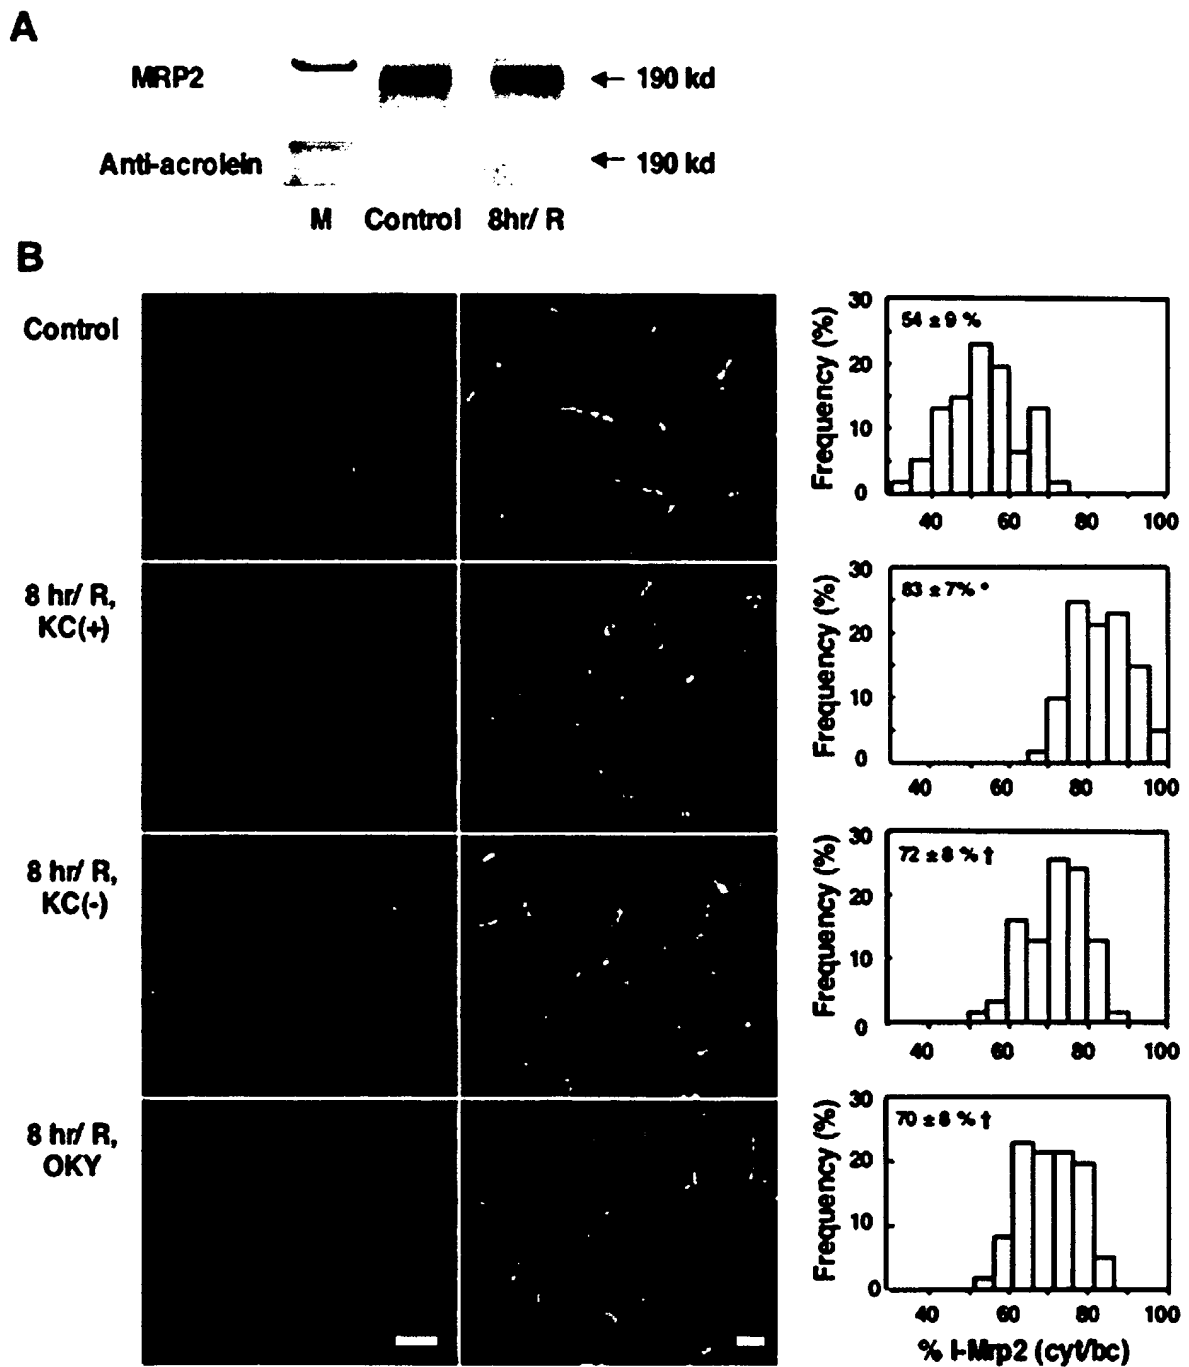 A
MRP2
190 kd
Anti-acrolein
190 kd
M Control 8hr/ R
B
Control
Frequency (%)
30
20
10
0
54 ± 9 %
40 60 80 100
8 hr/ R,
KC(+)
Frequency (%)
30
20
10
0
83 ± 7% *
40 60 80 100
8 hr/ R,
KC(-)
Frequency (%)
30
20
10
0
72 ± 8 % †
40 60 80 100
8 hr/ R,
OKY
Frequency (%)
30
20
10
0
70 ± 8 % †
40 60 80 100
% I-Mrp2 (cyt/bc)